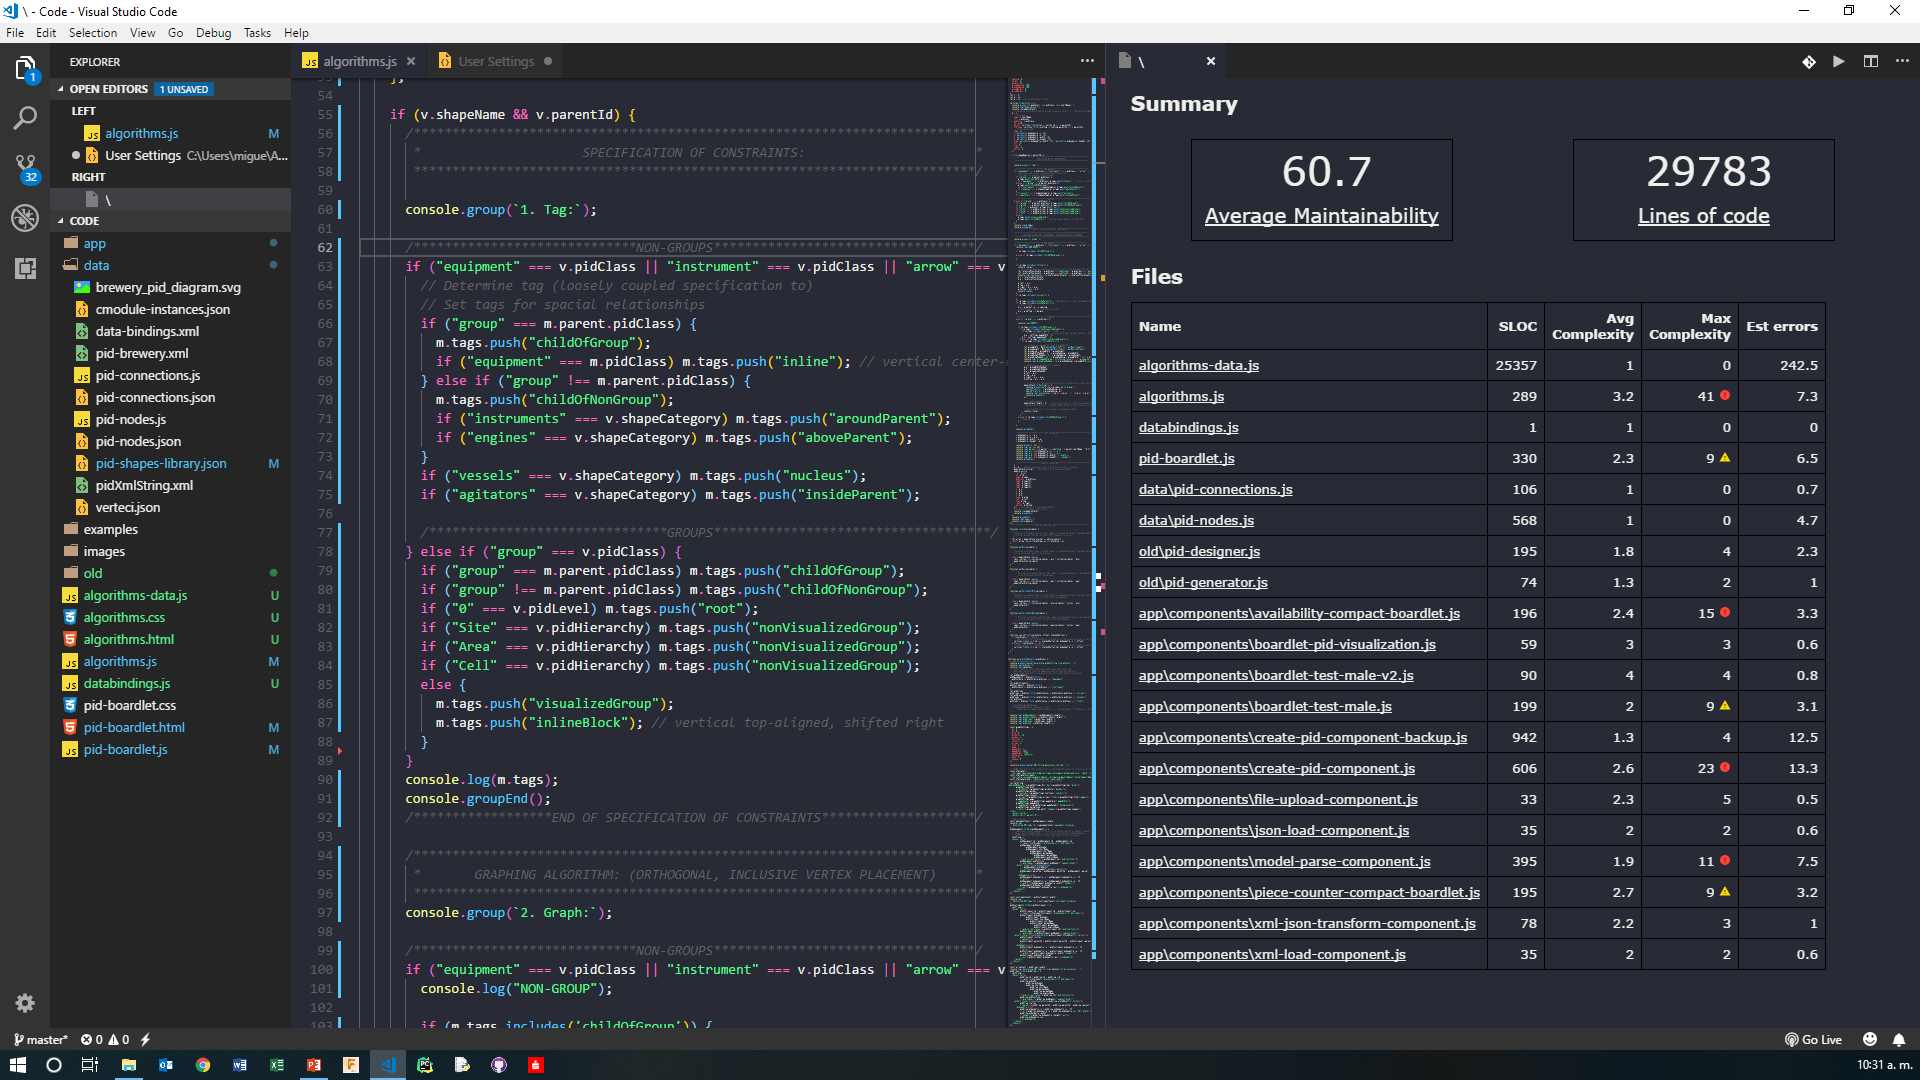 \ - Code - Visual Studio Code
File Edit Selection View Go Debug Tasks Help
EXPLORER
OPEN EDITORS 1 UNSAVED
LEFT
algorithms.js M
User Settings C:\Users\migue\A...
RIGHT
\
CODE
app
data
brewery_pid_diagram.svg
cmodule-instances.json
data-bindings.xml
pid-brewery.xml
pid-connections.js
pid-connections.json
pid-nodes.js
pid-nodes.json
pid-shapes-library.json M
pidXmlString.xml
verteci.json
examples
images
old
algorithms-data.js U
algorithms.css U
algorithms.html U
algorithms.js M
databindings.js U
pid-boardlet.css
pid-boardlet.html M
pid-boardlet.js M
1
32
algorithms.js User Settings
54
55 if (v.shapeName && v.parentId) {
56 /*************************************************************************
57 * SPECIFICATION OF CONSTRAINTS: *
58 *************************************************************************/
59
60 console.group(`1. Tag:`);
61
62 /*****************************NON-GROUPS**********************************/
63 if ("equipment" === v.pidClass || "instrument" === v.pidClass || "arrow" === v
64 // Determine tag (loosely coupled specification to)
65 // Set tags for spacial relationships
66 if ("group" === m.parent.pidClass) {
67 m.tags.push("childOfGroup");
68 if ("equipment" === m.pidClass) m.tags.push("inline"); // vertical center-
69 } else if ("group" !== m.parent.pidClass) {
70 m.tags.push("childOfNonGroup");
71 if ("instruments" === v.shapeCategory) m.tags.push("aroundParent");
72 if ("engines" === v.shapeCategory) m.tags.push("aboveParent");
73 }
74 if ("vessels" === v.shapeCategory) m.tags.push("nucleus");
75 if ("agitators" === v.shapeCategory) m.tags.push("insideParent");
76
77 /*******************************GROUPS************************************/
78 } else if ("group" === v.pidClass) {
79 if ("group" === m.parent.pidClass) m.tags.push("childOfGroup");
80 if ("group" !== m.parent.pidClass) m.tags.push("childOfNonGroup");
81 if ("0" === v.pidLevel) m.tags.push("root");
82 if ("Site" === v.pidHierarchy) m.tags.push("nonVisualizedGroup");
83 if ("Area" === v.pidHierarchy) m.tags.push("nonVisualizedGroup");
84 if ("Cell" === v.pidHierarchy) m.tags.push("nonVisualizedGroup");
85 else {
86 m.tags.push("visualizedGroup");
87 m.tags.push("inlineBlock"); // vertical top-aligned, shifted right
88 }
89 }
90 console.log(m.tags);
91 console.groupEnd();
92 /******************END OF SPECIFICATION OF CONSTRAINTS********************/
93
94 /*************************************************************************
95 * GRAPHING ALGORITHM: (ORTHOGONAL, INCLUSIVE VERTEX PLACEMENT) *
96 *************************************************************************/
97 console.group(`2. Graph:`);
98
99 /*****************************NON-GROUPS**********************************/
100 if ("equipment" === v.pidClass || "instrument" === v.pidClass || "arrow" === v
101 console.log("NON-GROUP");
102
103 if (m.tags.includes('childOfGroup')) {
\
Summary
60.7
Average Maintainability
29783
Lines of code
Files
Name SLOC Avg Complexity Max Complexity Est errors
algorithms-data.js 25357 1 0 242.5
algorithms.js 289 3.2 41 7.3
databindings.js 1 1 0 0
pid-boardlet.js 330 2.3 9 6.5
data\pid-connections.js 106 1 0 0.7
data\pid-nodes.js 568 1 0 4.7
old\pid-designer.js 195 1.8 4 2.3
old\pid-generator.js 74 1.3 2 1
app\components\availability-compact-boardlet.js 196 2.4 15 3.3
app\components\boardlet-pid-visualization.js 59 3 3 0.6
app\components\boardlet-test-male-v2.js 90 4 4 0.8
app\components\boardlet-test-male.js 199 2 9 3.1
app\components\create-pid-component-backup.js 942 1.3 4 12.5
app\components\create-pid-component.js 606 2.6 23 13.3
app\components\file-upload-component.js 33 2.3 5 0.5
app\components\json-load-component.js 35 2 2 0.6
app\components\model-parse-component.js 395 1.9 11 7.5
app\components\piece-counter-compact-boardlet.js 195 2.7 9 3.2
app\components\xml-json-transform-component.js 78 2.2 3 1
app\components\xml-load-component.js 35 2 2 0.6
master* 0 0 Go Live
10:31 a. m.